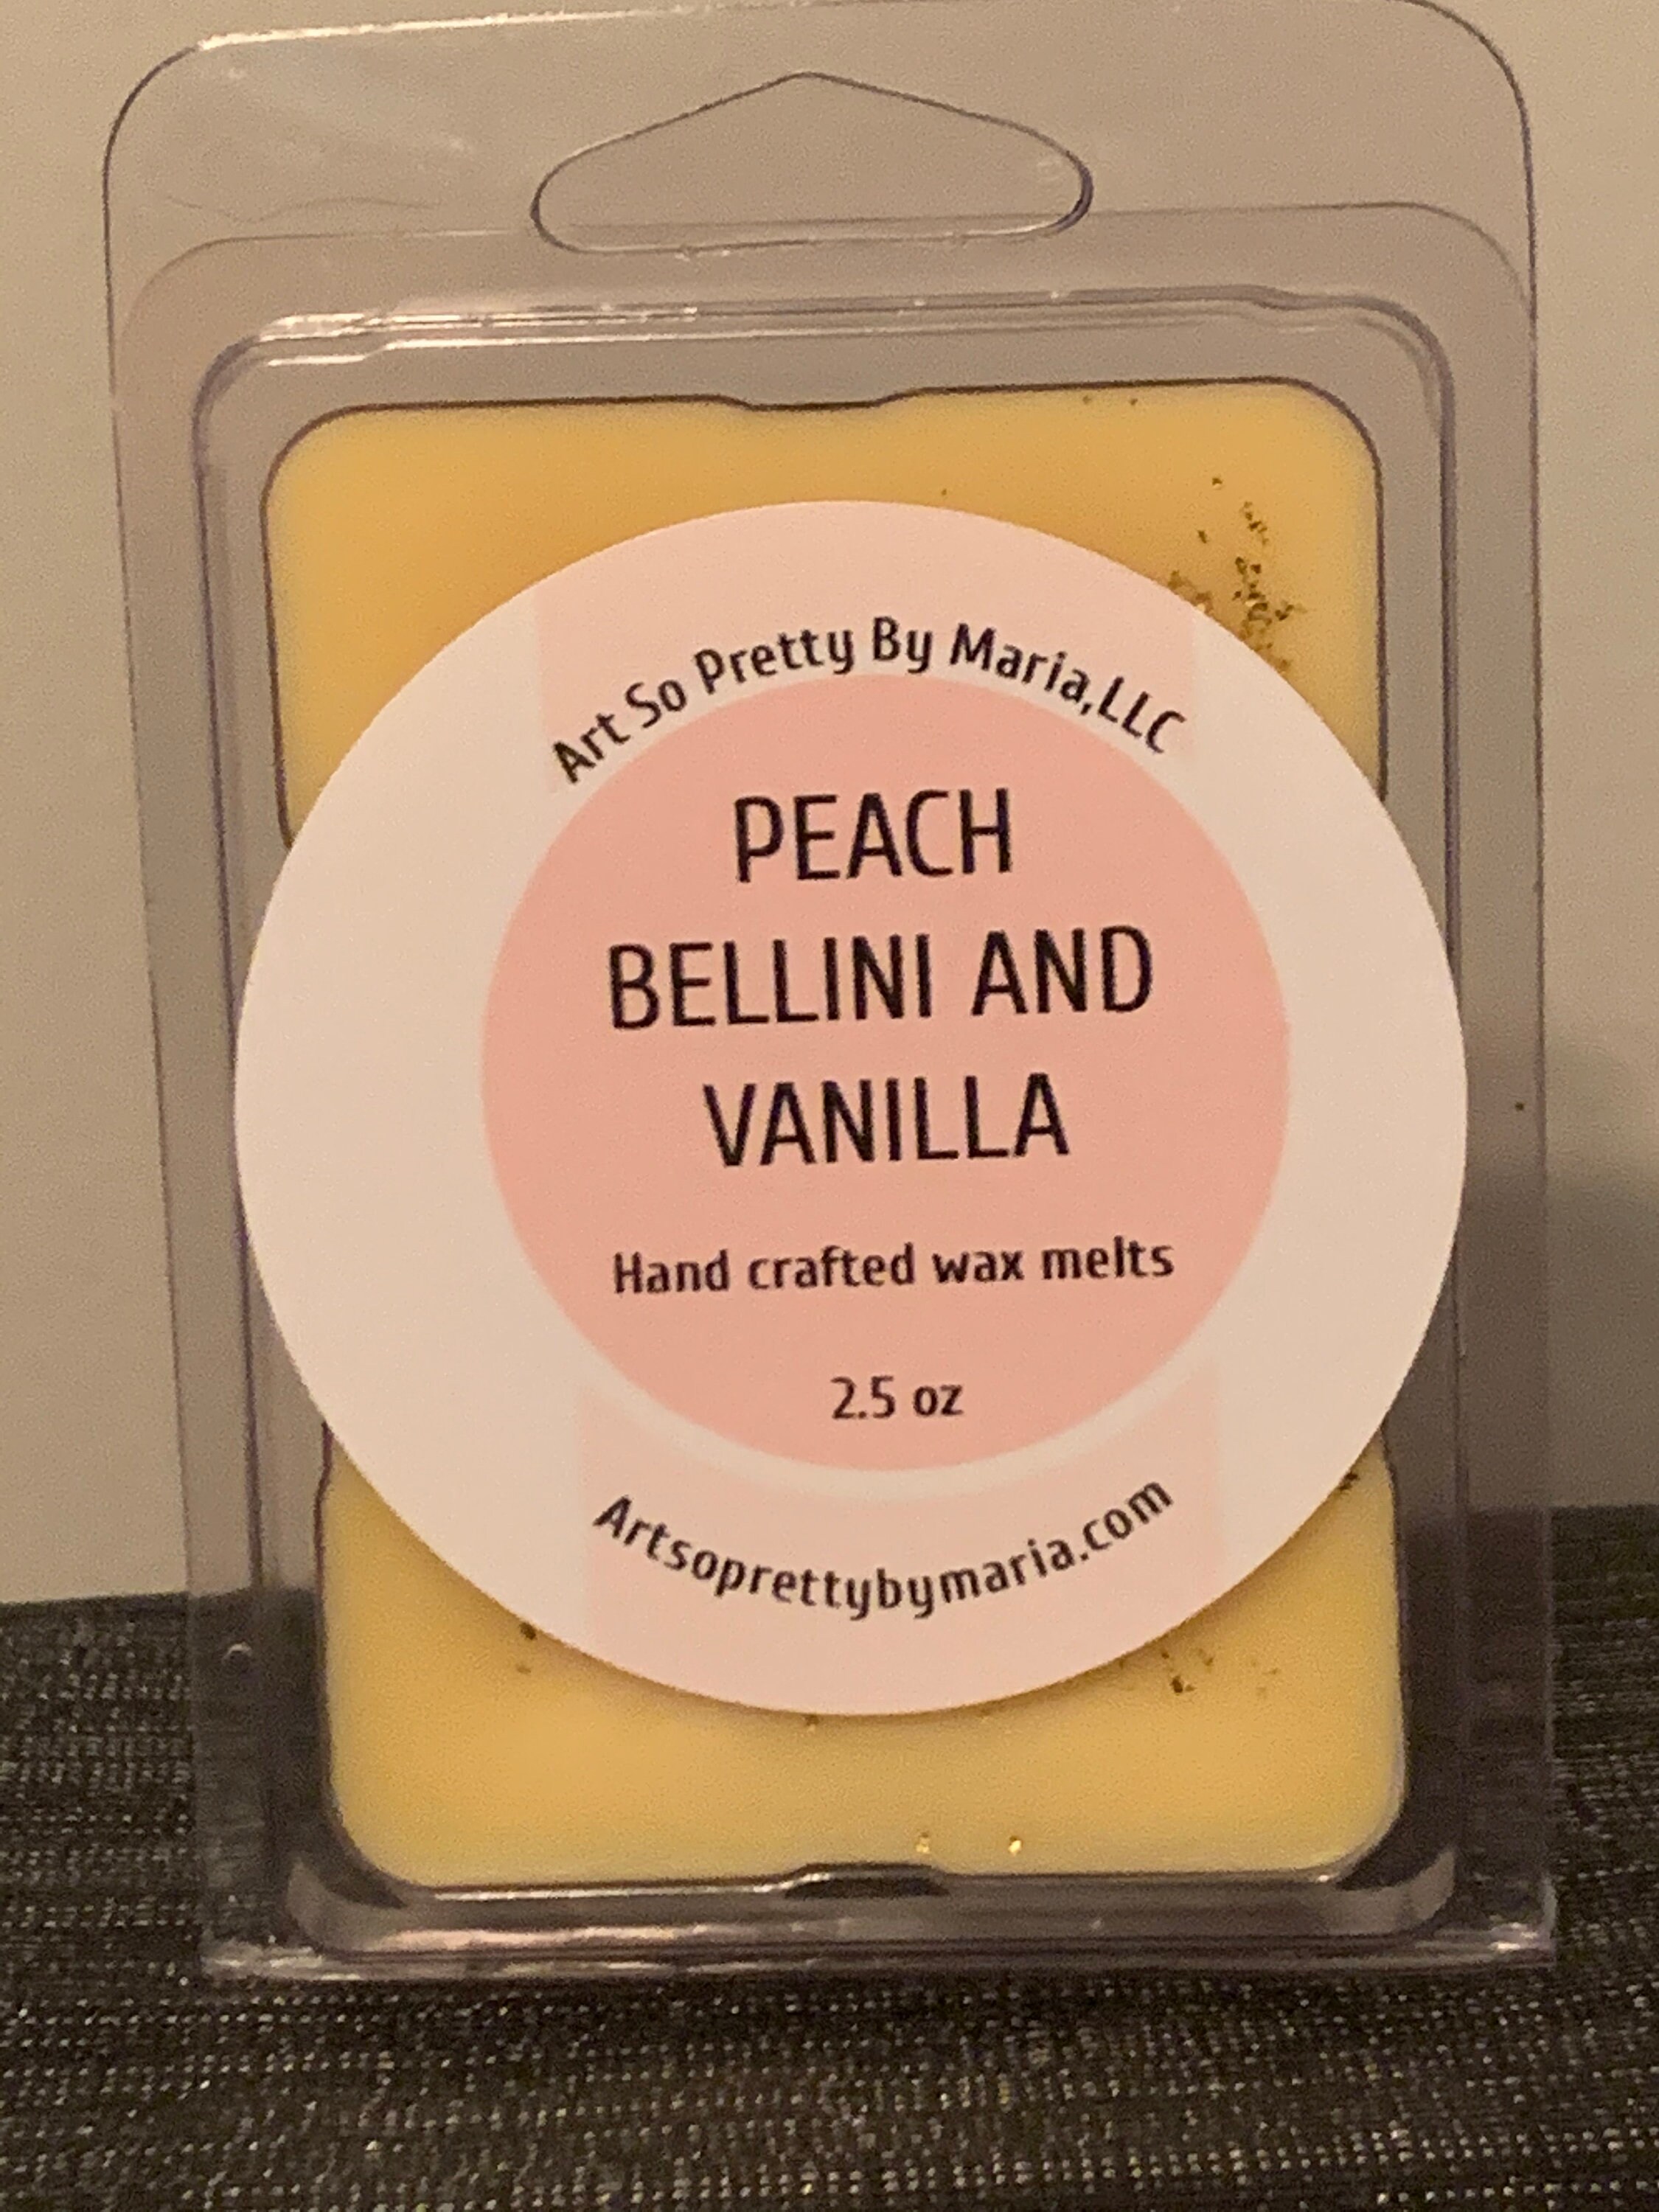 Art So Pretty By Maria,LLC
PEACH
BELLINI AND
VANILLA
Hand crafted wax melts
2.5 oz
Artsoprettybymaria.com